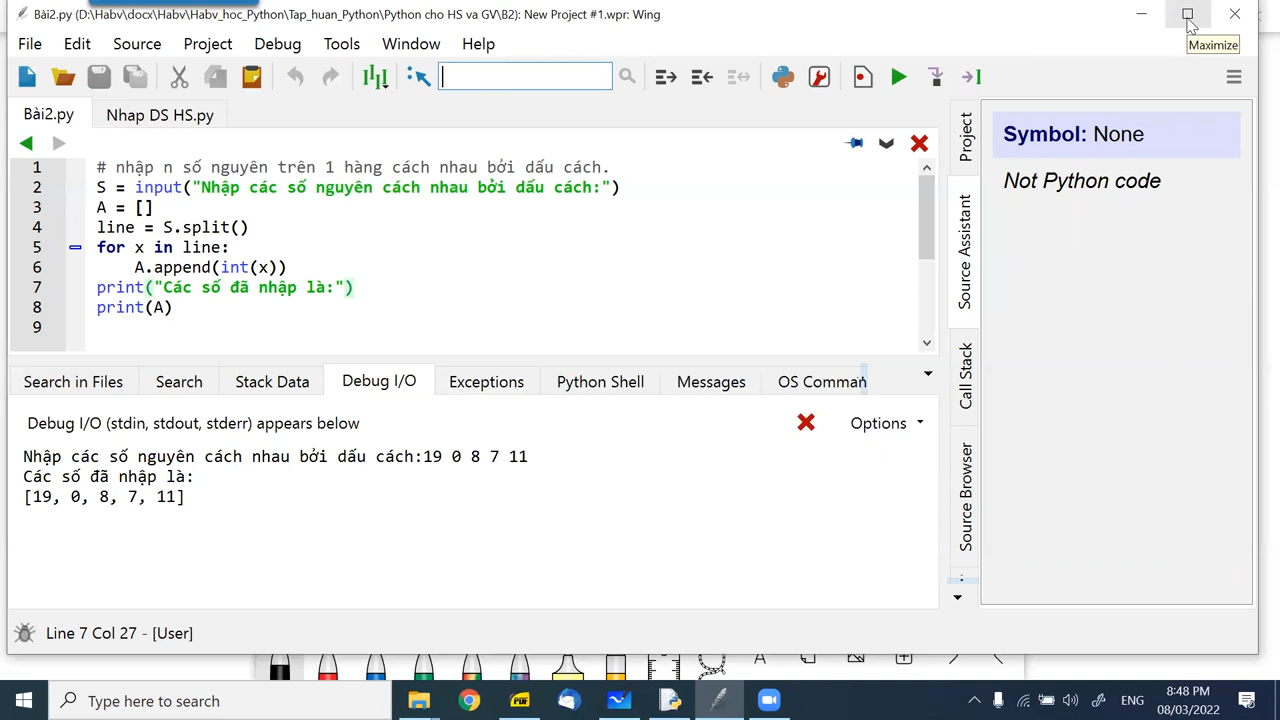 Bài2.py (D:\Habv\docx\Habv\Habv_hoc_Python\Tap_huan_Python\Python cho HS va GV\B2): New Project #1.wpr: Wing
Maximize
File Edit Source Project Debug Tools Window Help
Bài2.py Nhap DS HS.py
1 # nhập n số nguyên trên 1 hàng cách nhau bởi dấu cách.
2 S = input("Nhập các số nguyên cách nhau bởi dấu cách:")
3 A = []
4 line = S.split()
5 for x in line:
6 A.append(int(x))
7 print("Các số đã nhập là:")
8 print(A)
9
Project
Source Assistant
Call Stack
Source Browser
Symbol: None
Not Python code
Search in Files Search Stack Data Debug I/O Exceptions Python Shell Messages OS Comman
Debug I/O (stdin, stdout, stderr) appears below
Options
Nhập các số nguyên cách nhau bởi dấu cách:19 0 8 7 11
Các số đã nhập là:
[19, 0, 8, 7, 11]
Line 7 Col 27 - [User]
Type here to search
PDF
ENG
8:48 PM
08/03/2022